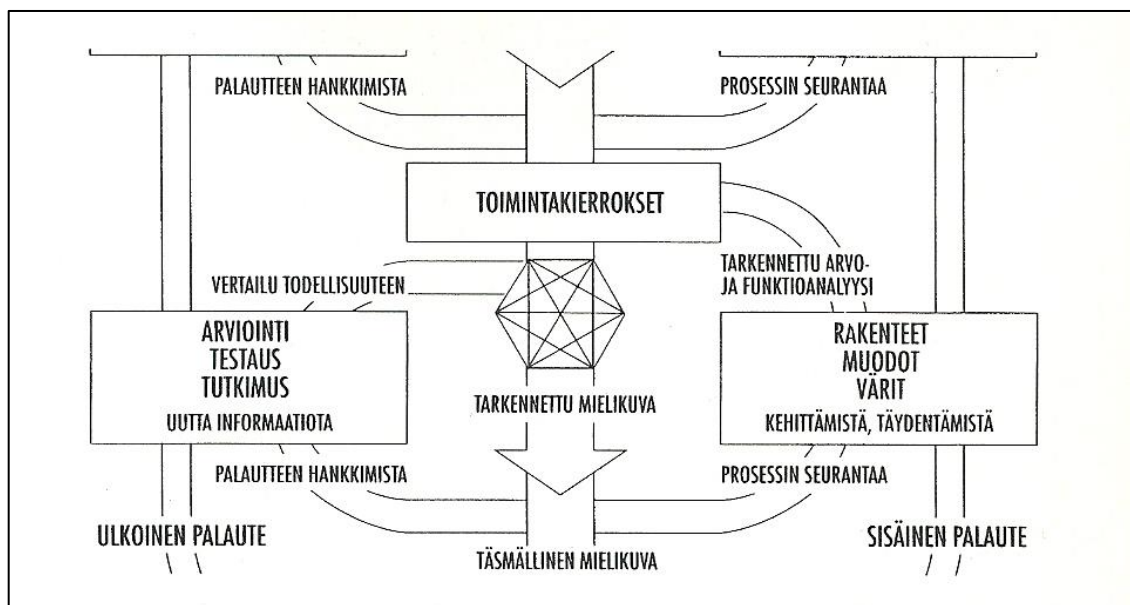 PALAUTTEEN HANKKIMISTA
PROSESSIN SEURANTAA
TOIMINTAKIERROKSET
VERTAILU TODELLISUUTEEN
TARKENNETTU ARVO-
JA FUNKTIOANALYYSI
ARVIOINTI
TESTAUS
TUTKIMUS
UUTTA INFORMAATIOTA
TARKENNETTU MIELIKUVA
RAKENTEET
MUODOT
VÄRIT
KEHITTÄMISTÄ, TÄYDENTÄMISTÄ
PALAUTTEEN HANKKIMISTA
PROSESSIN SEURANTAA
ULKOINEN PALAUTE
TÄSMÄLLINEN MIELIKUVA
SISÄINEN PALAUTE